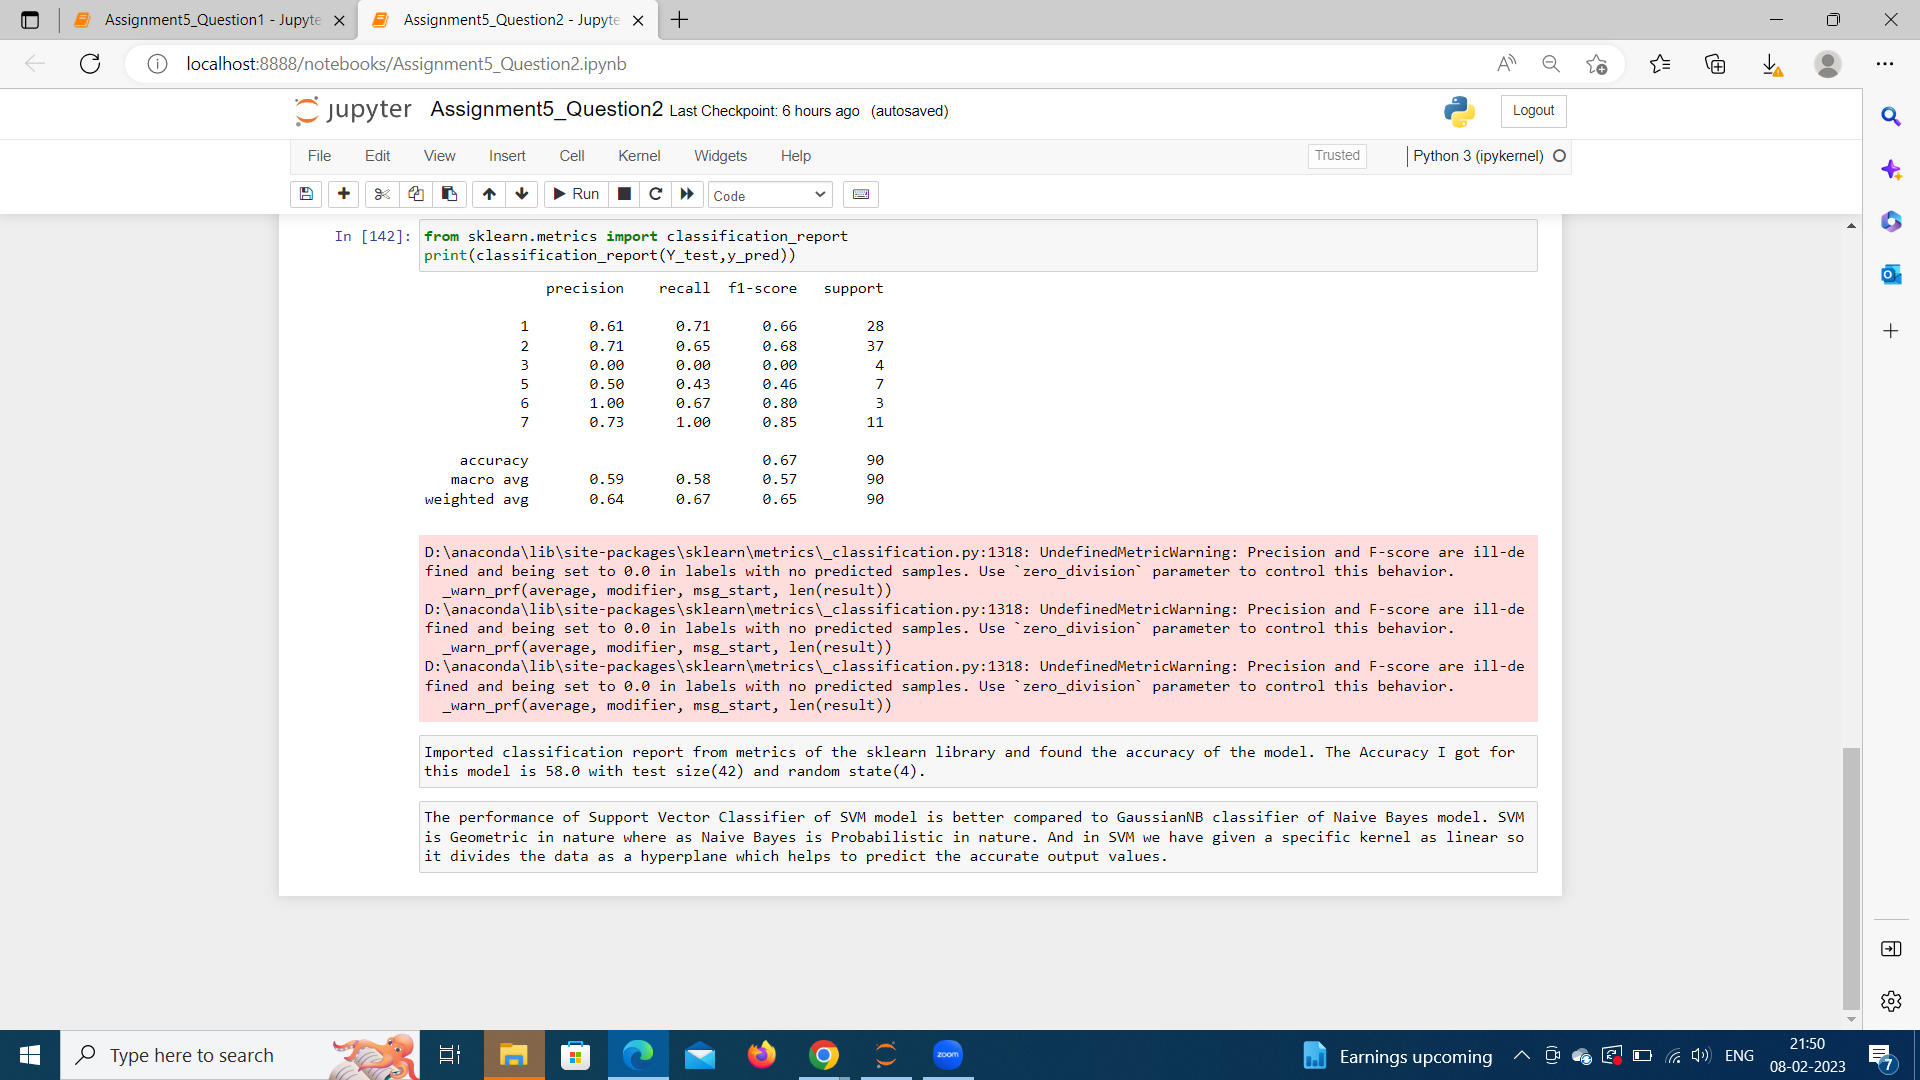 Assignment5_Question1 - Jupyte
Assignment5_Question2 - Jupyte
localhost:8888/notebooks/Assignment5_Question2.ipynb
jupyter Assignment5_Question2 Last Checkpoint: 6 hours ago (autosaved)
Logout
File Edit View Insert Cell Kernel Widgets Help
Trusted
Python 3 (ipykernel)
Run
Code
In [142]: from sklearn.metrics import classification_report
print(classification_report(Y_test,y_pred))
precision recall f1-score support
1 0.61 0.71 0.66 28
2 0.71 0.65 0.68 37
3 0.00 0.00 0.00 4
5 0.50 0.43 0.46 7
6 1.00 0.67 0.80 3
7 0.73 1.00 0.85 11
accuracy 0.67 90
macro avg 0.59 0.58 0.57 90
weighted avg 0.64 0.67 0.65 90
D:\anaconda\lib\site-packages\sklearn\metrics\_classification.py:1318: UndefinedMetricWarning: Precision and F-score are ill-de
fined and being set to 0.0 in labels with no predicted samples. Use `zero_division` parameter to control this behavior.
_warn_prf(average, modifier, msg_start, len(result))
D:\anaconda\lib\site-packages\sklearn\metrics\_classification.py:1318: UndefinedMetricWarning: Precision and F-score are ill-de
fined and being set to 0.0 in labels with no predicted samples. Use `zero_division` parameter to control this behavior.
_warn_prf(average, modifier, msg_start, len(result))
D:\anaconda\lib\site-packages\sklearn\metrics\_classification.py:1318: UndefinedMetricWarning: Precision and F-score are ill-de
fined and being set to 0.0 in labels with no predicted samples. Use `zero_division` parameter to control this behavior.
_warn_prf(average, modifier, msg_start, len(result))
Imported classification report from metrics of the sklearn library and found the accuracy of the model. The Accuracy I got for
this model is 58.0 with test size(42) and random state(4).
The performance of Support Vector Classifier of SVM model is better compared to GaussianNB classifier of Naive Bayes model. SVM
is Geometric in nature where as Naive Bayes is Probabilistic in nature. And in SVM we have given a specific kernel as linear so
it divides the data as a hyperplane which helps to predict the accurate output values.
Type here to search
zoom
Earnings upcoming
ENG
21:50
08-02-2023
7